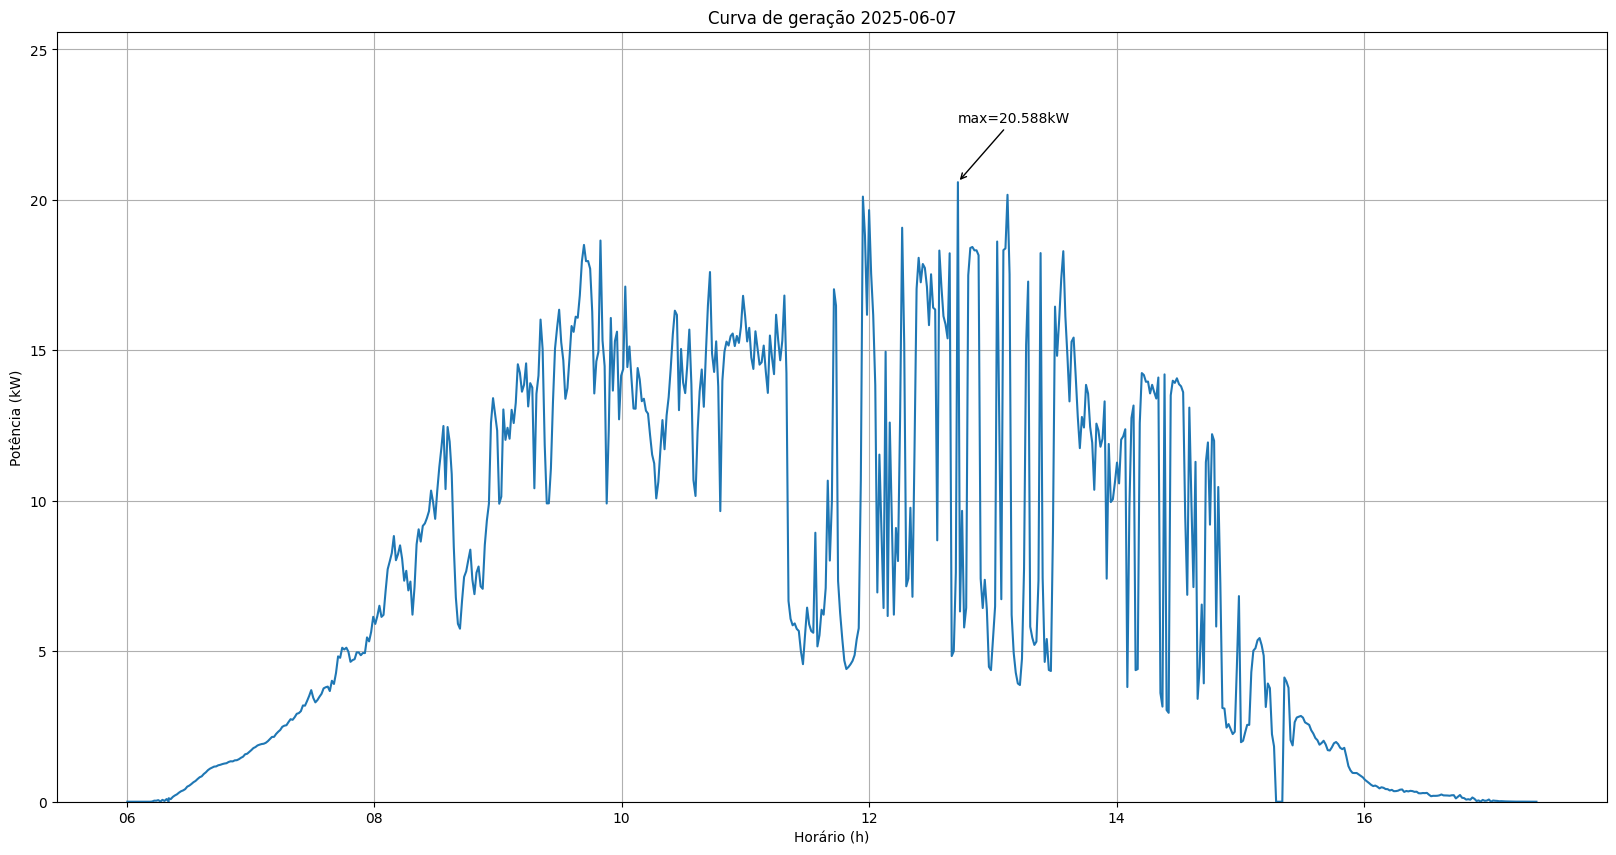 Curva de geração 2025-06-07
25
max=20.588kW
20
15
Potência (kW)
10
5
0
06 08 10 12 14 16
Horário (h)